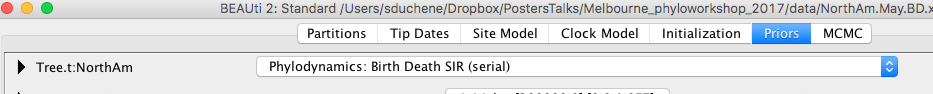 BEAUti 2: Standard /Users/sduchene/Dropbox/PostersTalks/Melbourne_phyloworkshop_2017/data/NorthAm.May.BD.x
Partitions Tip Dates Site Model Clock Model Initialization Priors MCMC
Tree.t:NorthAm Phylodynamics: Birth Death SIR (serial)